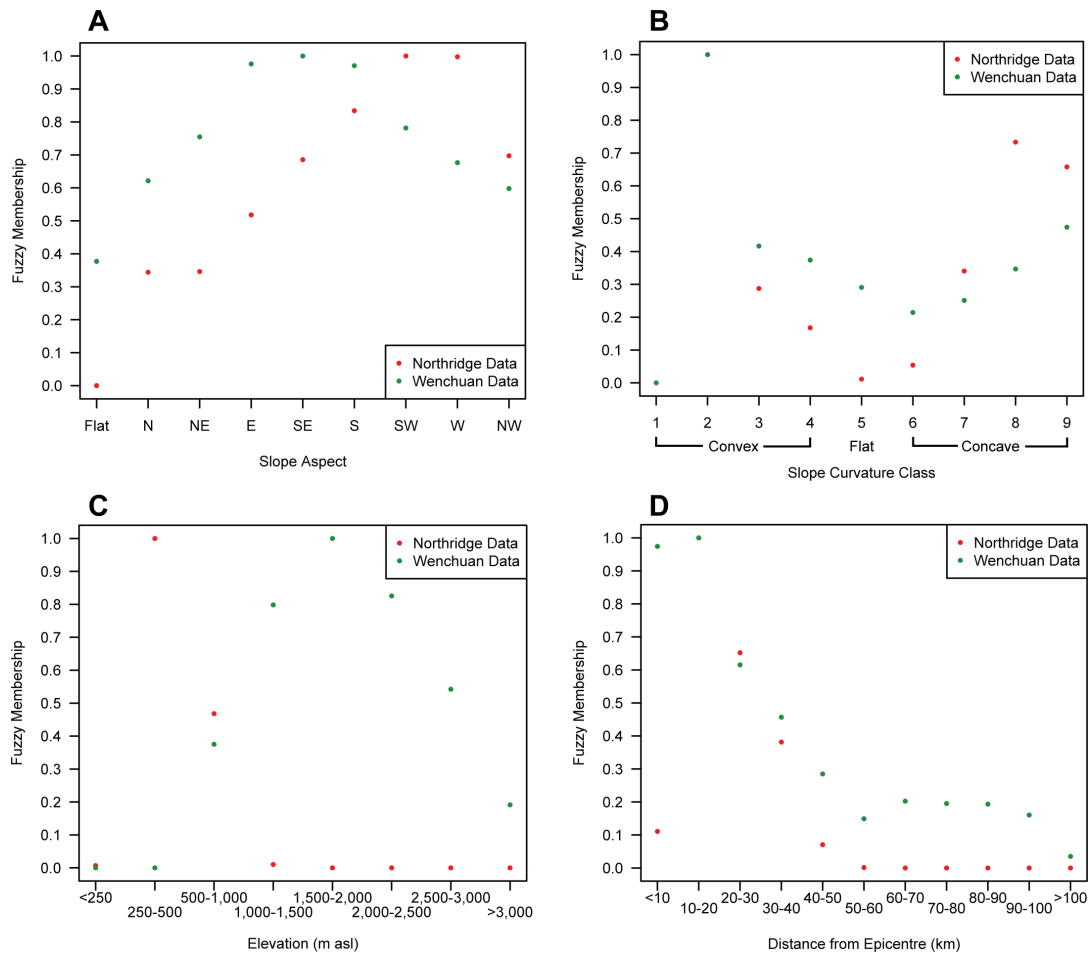 A
Fuzzy Membership
1.0
0.9
0.8
0.7
0.6
0.5
0.4
0.3
0.2
0.1
0.0
Northridge Data
Wenchuan Data
Flat N NE E SE S SW W NW
Slope Aspect
B
Fuzzy Membership
1.0
0.9
0.8
0.7
0.6
0.5
0.4
0.3
0.2
0.1
0.0
Northridge Data
Wenchuan Data
1 2 3 4 5 6 7 8 9
Convex Flat Concave
Slope Curvature Class
C
Fuzzy Membership
1.0
0.9
0.8
0.7
0.6
0.5
0.4
0.3
0.2
0.1
0.0
Northridge Data
Wenchuan Data
<250 500-1,000 1,500-2,000 2,500-3,000
250-500 1,000-1,500 2,000-2,500 >3,000
Elevation (m asl)
D
Fuzzy Membership
1.0
0.9
0.8
0.7
0.6
0.5
0.4
0.3
0.2
0.1
0.0
Northridge Data
Wenchuan Data
<10 20-30 40-50 60-70 80-90 >100
10-20 30-40 50-60 70-80 90-100
Distance from Epicentre (km)